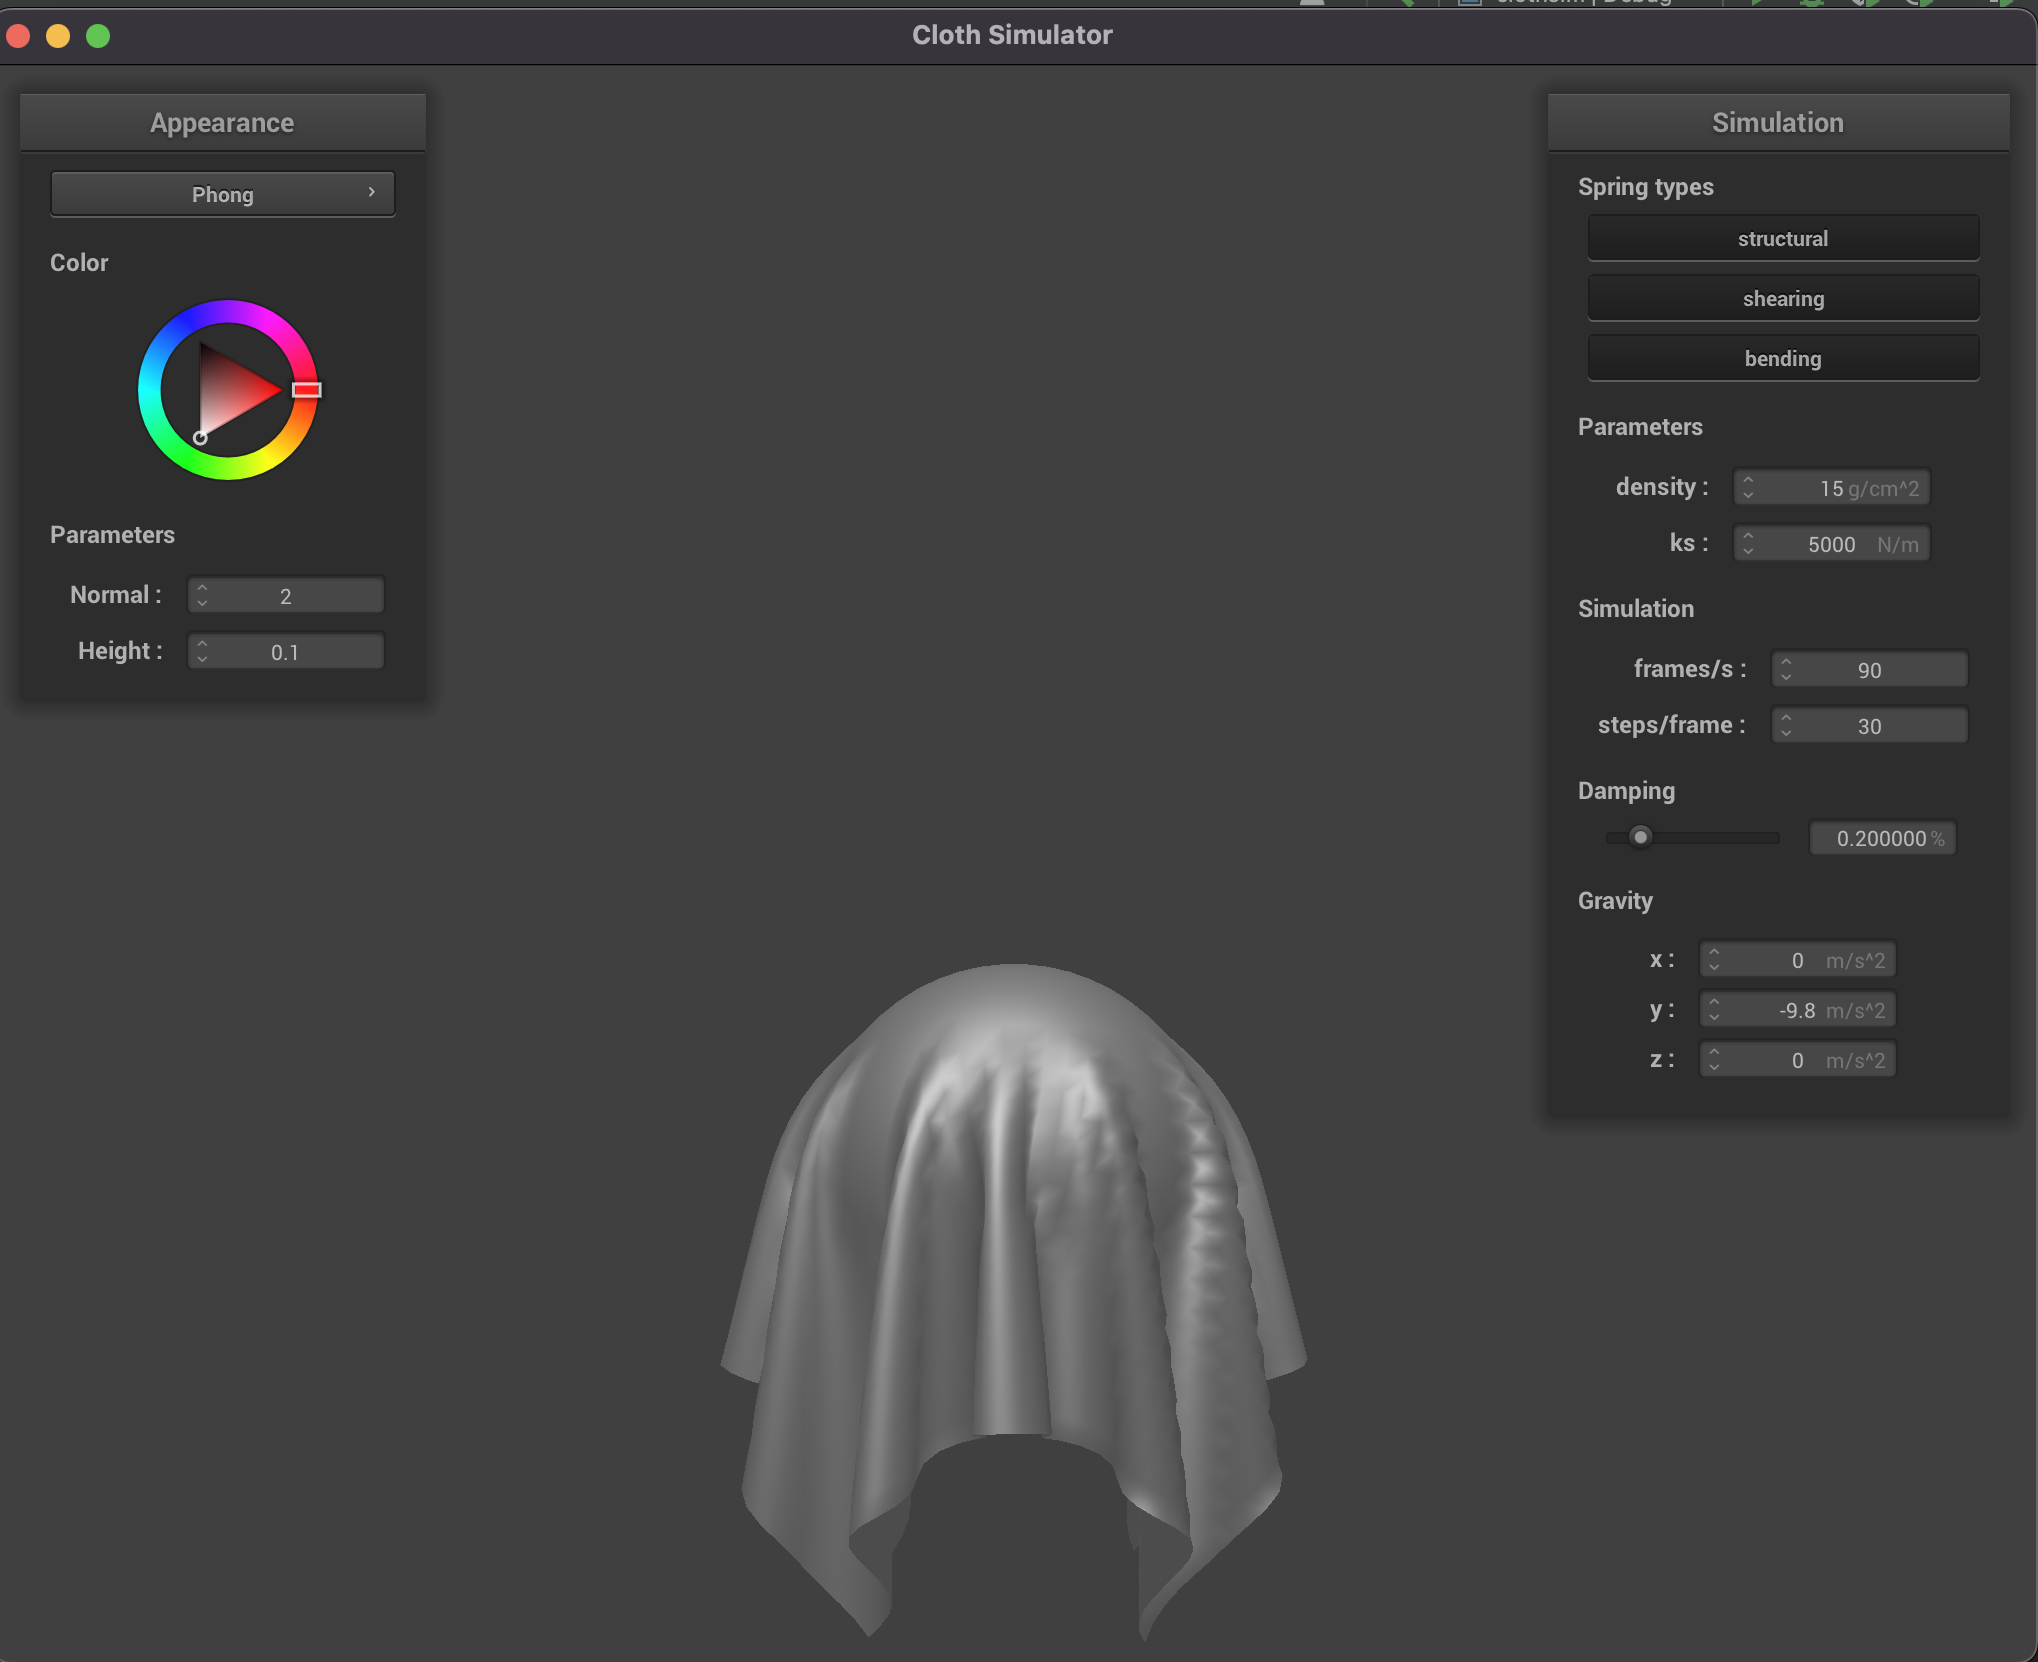 Cloth Simulator
Appearance
Phong
Color
Parameters
Normal :
2
Height :
0.1
Simulation
Spring types
structural
shearing
bending
Parameters
density :
15 g/cm^2
ks :
5000 N/m
Simulation
frames/s :
90
steps/frame :
30
Damping
0.200000 %
Gravity
x :
0 m/s^2
y :
-9.8 m/s^2
z :
0 m/s^2